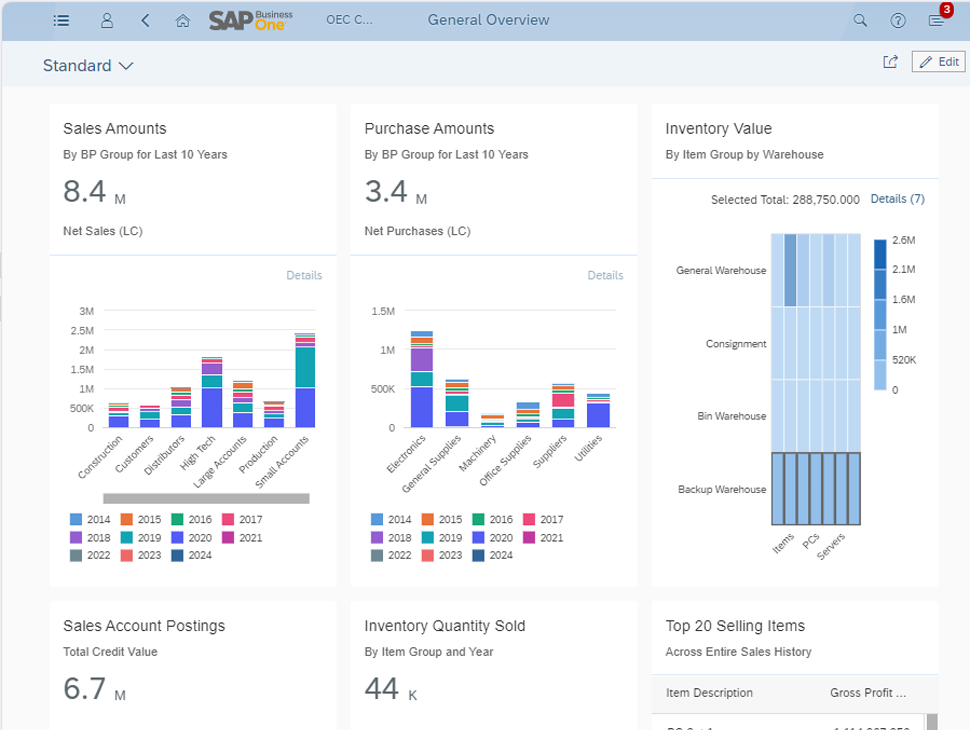 SAP Business One OEC C... General Overview 3
Standard Edit
Sales Amounts
By BP Group for Last 10 Years
8.4 M
Net Sales (LC)
Details
3M
2.5M
2M
1.5M
1M
500K
0
Construction
Customers
Distributors
High Tech
Large Accounts
Production
Small Accounts
2014 2015 2016 2017
2018 2019 2020 2021
2022 2023 2024
Purchase Amounts
By BP Group for Last 10 Years
3.4 M
Net Purchases (LC)
Details
1.5M
1M
500K
0
Electronics
General Supplies
Machinery
Office Supplies
Suppliers
Utilities
2014 2015 2016 2017
2018 2019 2020 2021
2022 2023 2024
Inventory Value
By Item Group by Warehouse
Selected Total: 288,750.000 Details (7)
General Warehouse
Consignment
Bin Warehouse
Backup Warehouse
Items
PCs
Servers
2.6M
2.1M
1.6M
1M
520K
0
Sales Account Postings
Total Credit Value
6.7 M
Inventory Quantity Sold
By Item Group and Year
44 K
Top 20 Selling Items
Across Entire Sales History
Item Description Gross Profit ...